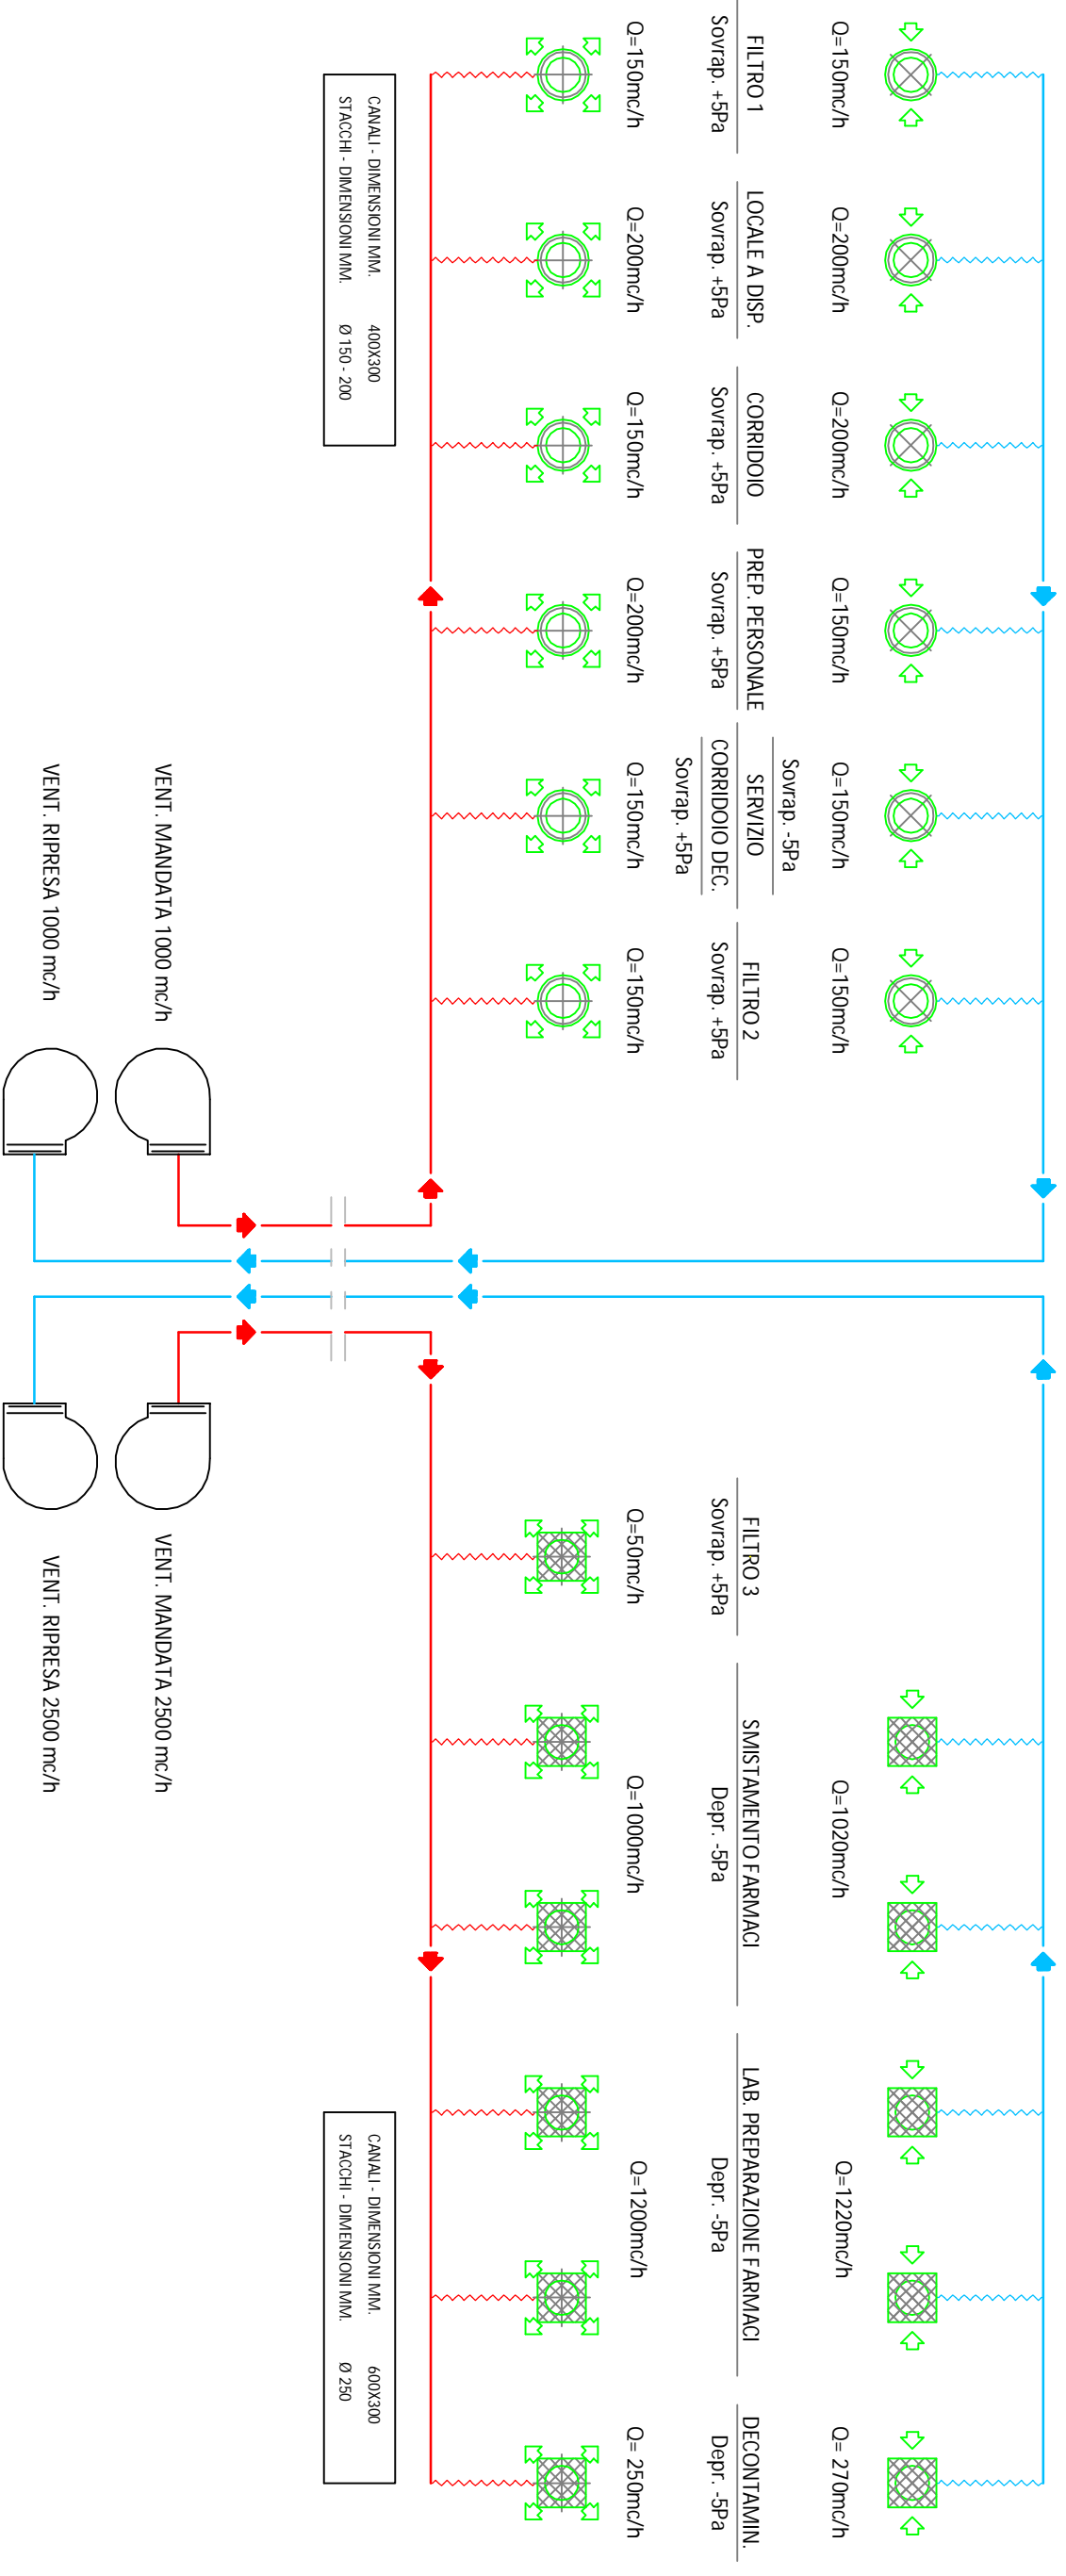 Q=150mc/h
Q=200mc/h
Q=200mc/h
Q=150mc/h
Q=150mc/h
Q=150mc/h
Q=1020mc/h
Q=1220mc/h
Q= 270mc/h
FILTRO 1
Sovrap. +5Pa
LOCALE A DISP.
Sovrap. +5Pa
CORRIDOIO
Sovrap. +5Pa
PREP. PERSONALE
Sovrap. +5Pa
Sovrap. -5Pa
SERVIZIO
CORRIDOIO DEC.
Sovrap. +5Pa
FILTRO 2
Sovrap. +5Pa
FILTRO 3
Sovrap. +5Pa
SMISTAMENTO FARMACI
Depr. -5Pa
LAB. PREPARAZIONE FARMACI
Depr. -5Pa
DECONTAMIN.
Depr. -5Pa
Q=150mc/h
Q=200mc/h
Q=150mc/h
Q=200mc/h
Q=150mc/h
Q=150mc/h
Q=50mc/h
Q=1000mc/h
Q=1200mc/h
Q= 250mc/h
CANALI - DIMENSIONI MM. 400X300
STACCHI - DIMENSIONI MM. Ø 150 - 200
CANALI - DIMENSIONI MM. 600X300
STACCHI - DIMENSIONI MM. Ø 250
VENT. MANDATA 1000 mc/h
VENT. MANDATA 2500 mc/h
VENT. RIPRESA 1000 mc/h
VENT. RIPRESA 2500 mc/h